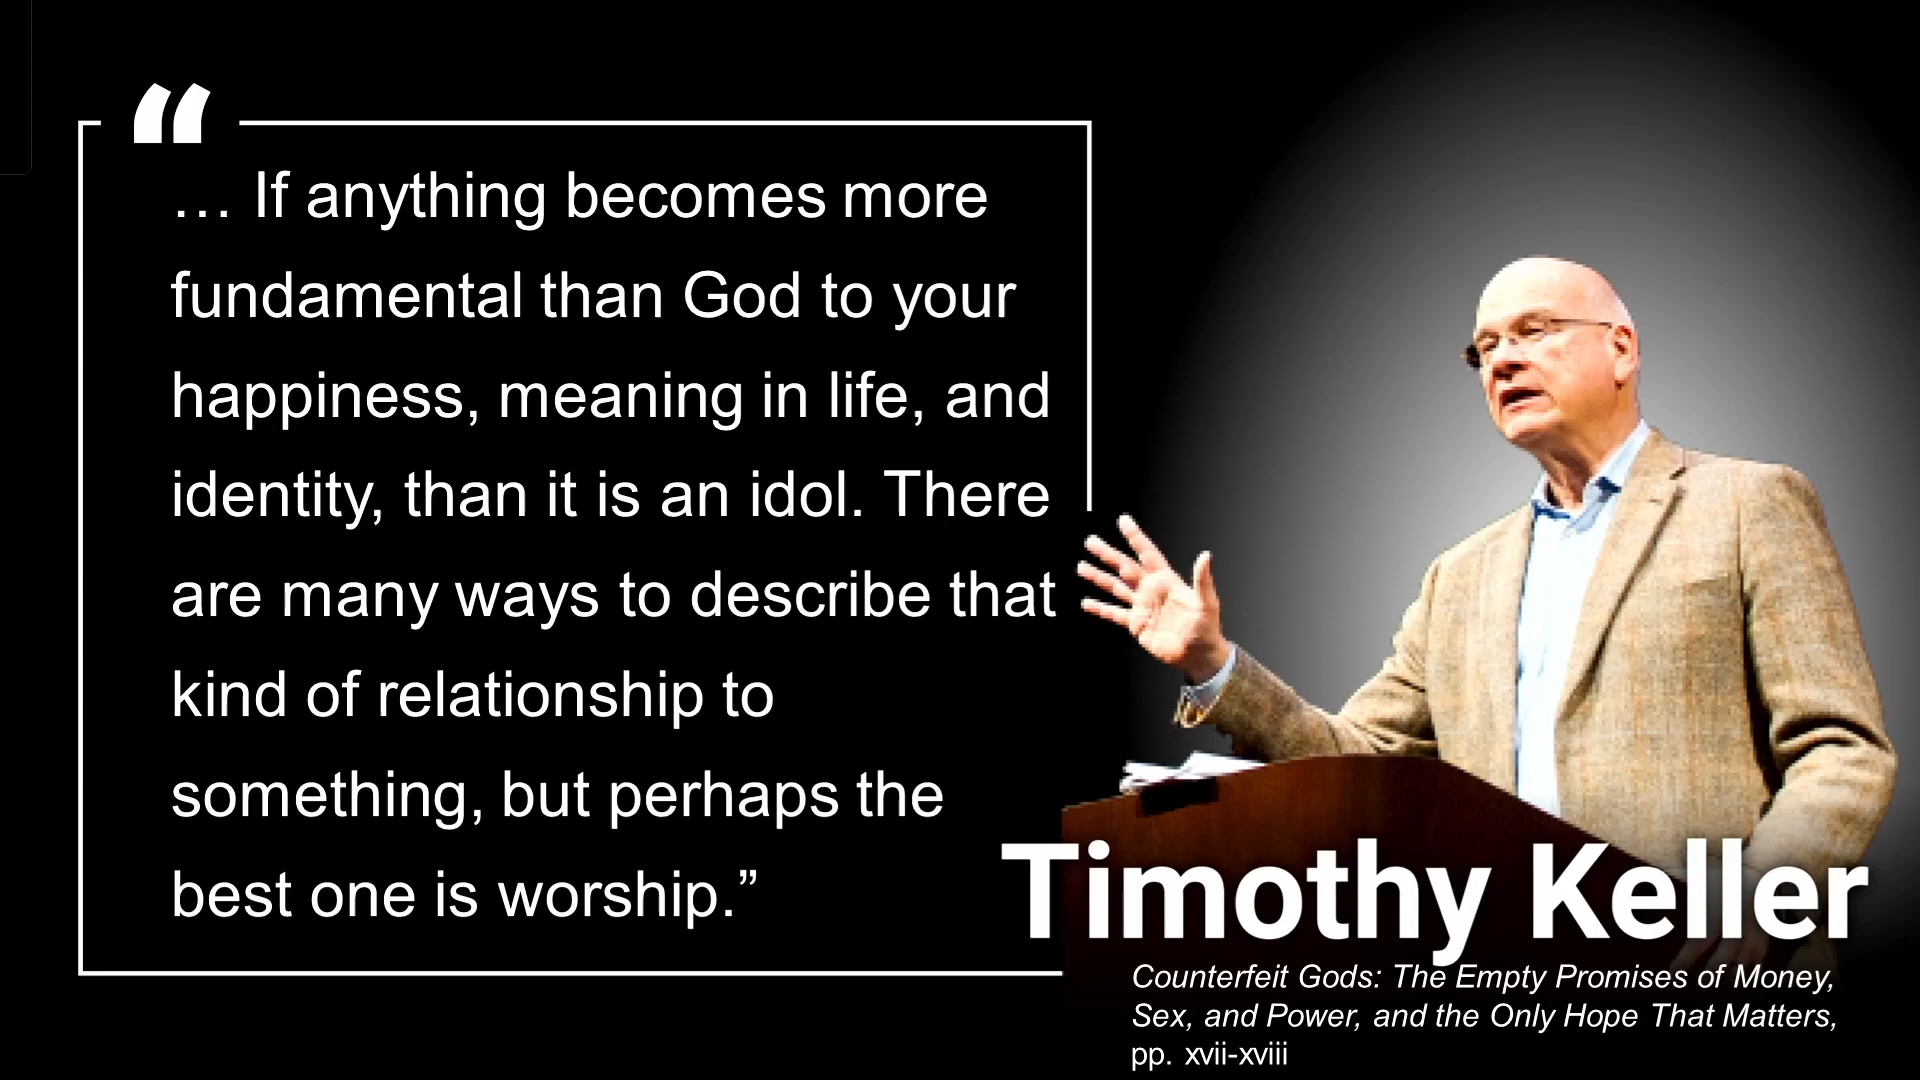 “
… If anything becomes more
fundamental than God to your
happiness, meaning in life, and
identity, than it is an idol. There
are many ways to describe that
kind of relationship to
something, but perhaps the
best one is worship.”
Timothy Keller
Counterfeit Gods: The Empty Promises of Money,
Sex, and Power, and the Only Hope That Matters,
pp. xvii-xviii